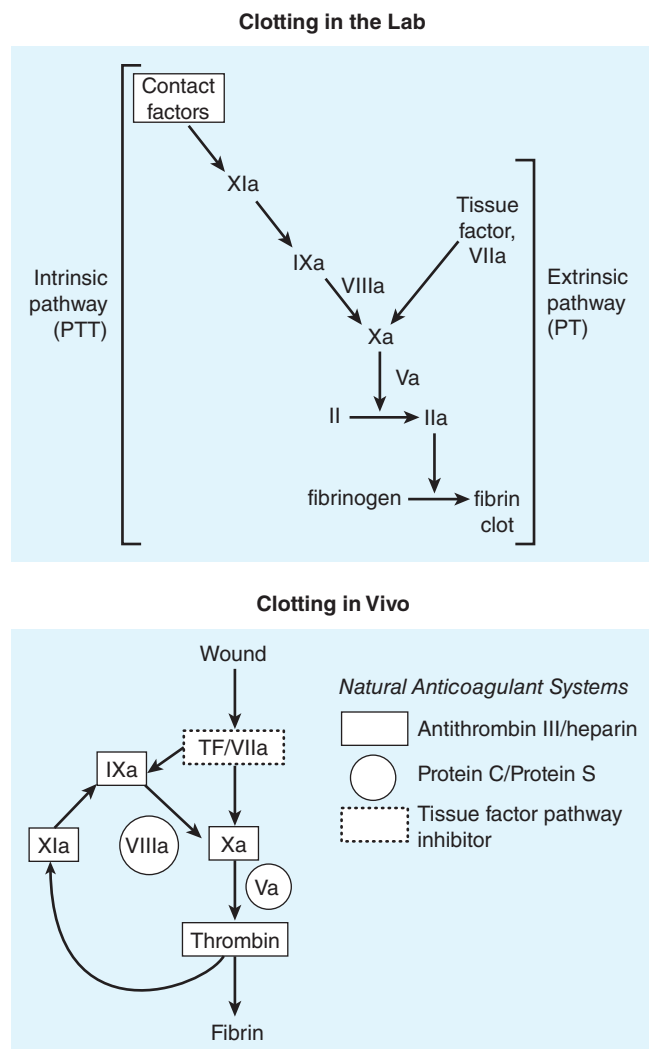 Clotting in the Lab
Contact
factors
XIa
Tissue
factor,
VIIa
IXa
VIIIa
Intrinsic
pathway
(PTT)
Extrinsic
pathway
(PT)
Xa
Va
II
IIa
fibrinogen
fibrin
clot
Clotting in Vivo
Wound
Natural Anticoagulant Systems
Antithrombin III/heparin
TF/VIIa
IXa
Protein C/Protein S
Tissue factor pathway
inhibitor
XIa
VIIIa
Xa
Va
Thrombin
Fibrin